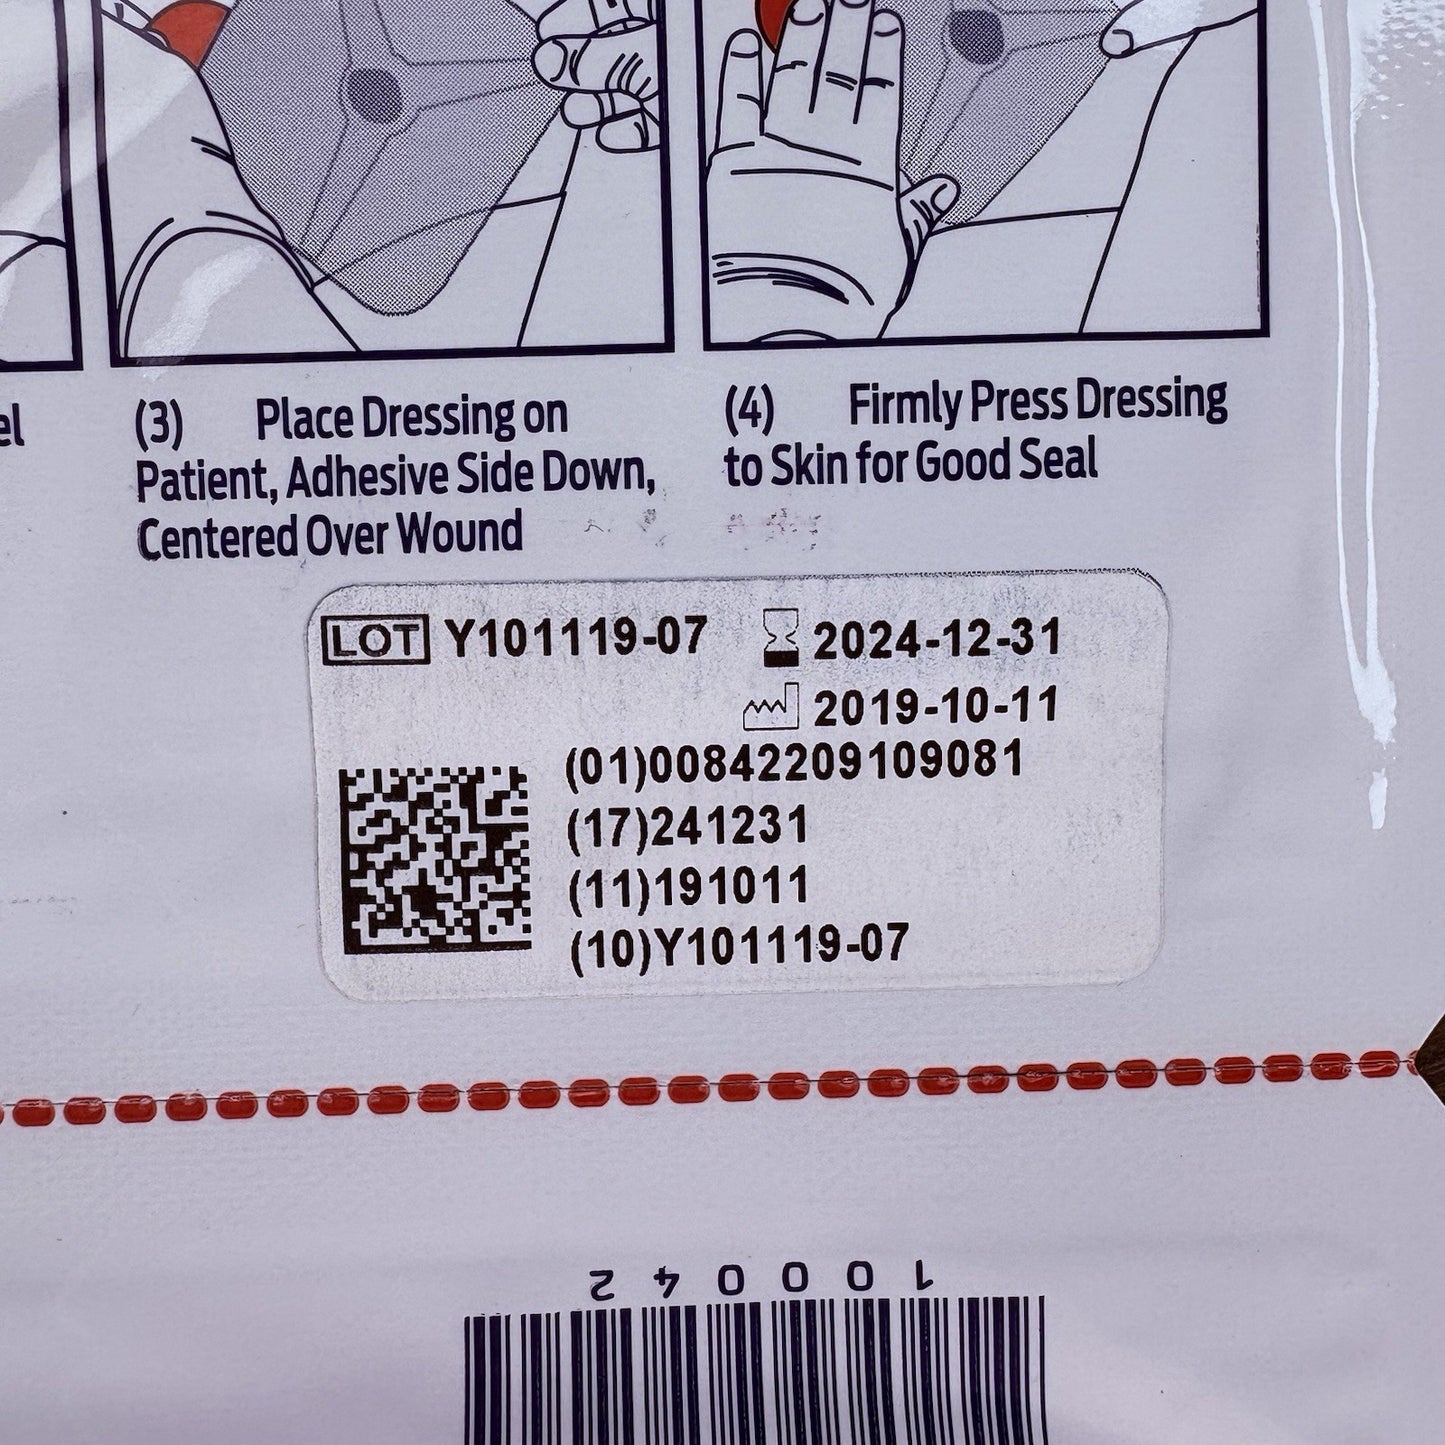 el
(3) Place Dressing on
Patient, Adhesive Side Down,
Centered Over Wound
(4) Firmly Press Dressing
to Skin for Good Seal
LOT Y101119-07
2024-12-31
2019-10-11
(01)00842209109081
(17)241231
(11)191011
(10)Y101119-07
100042